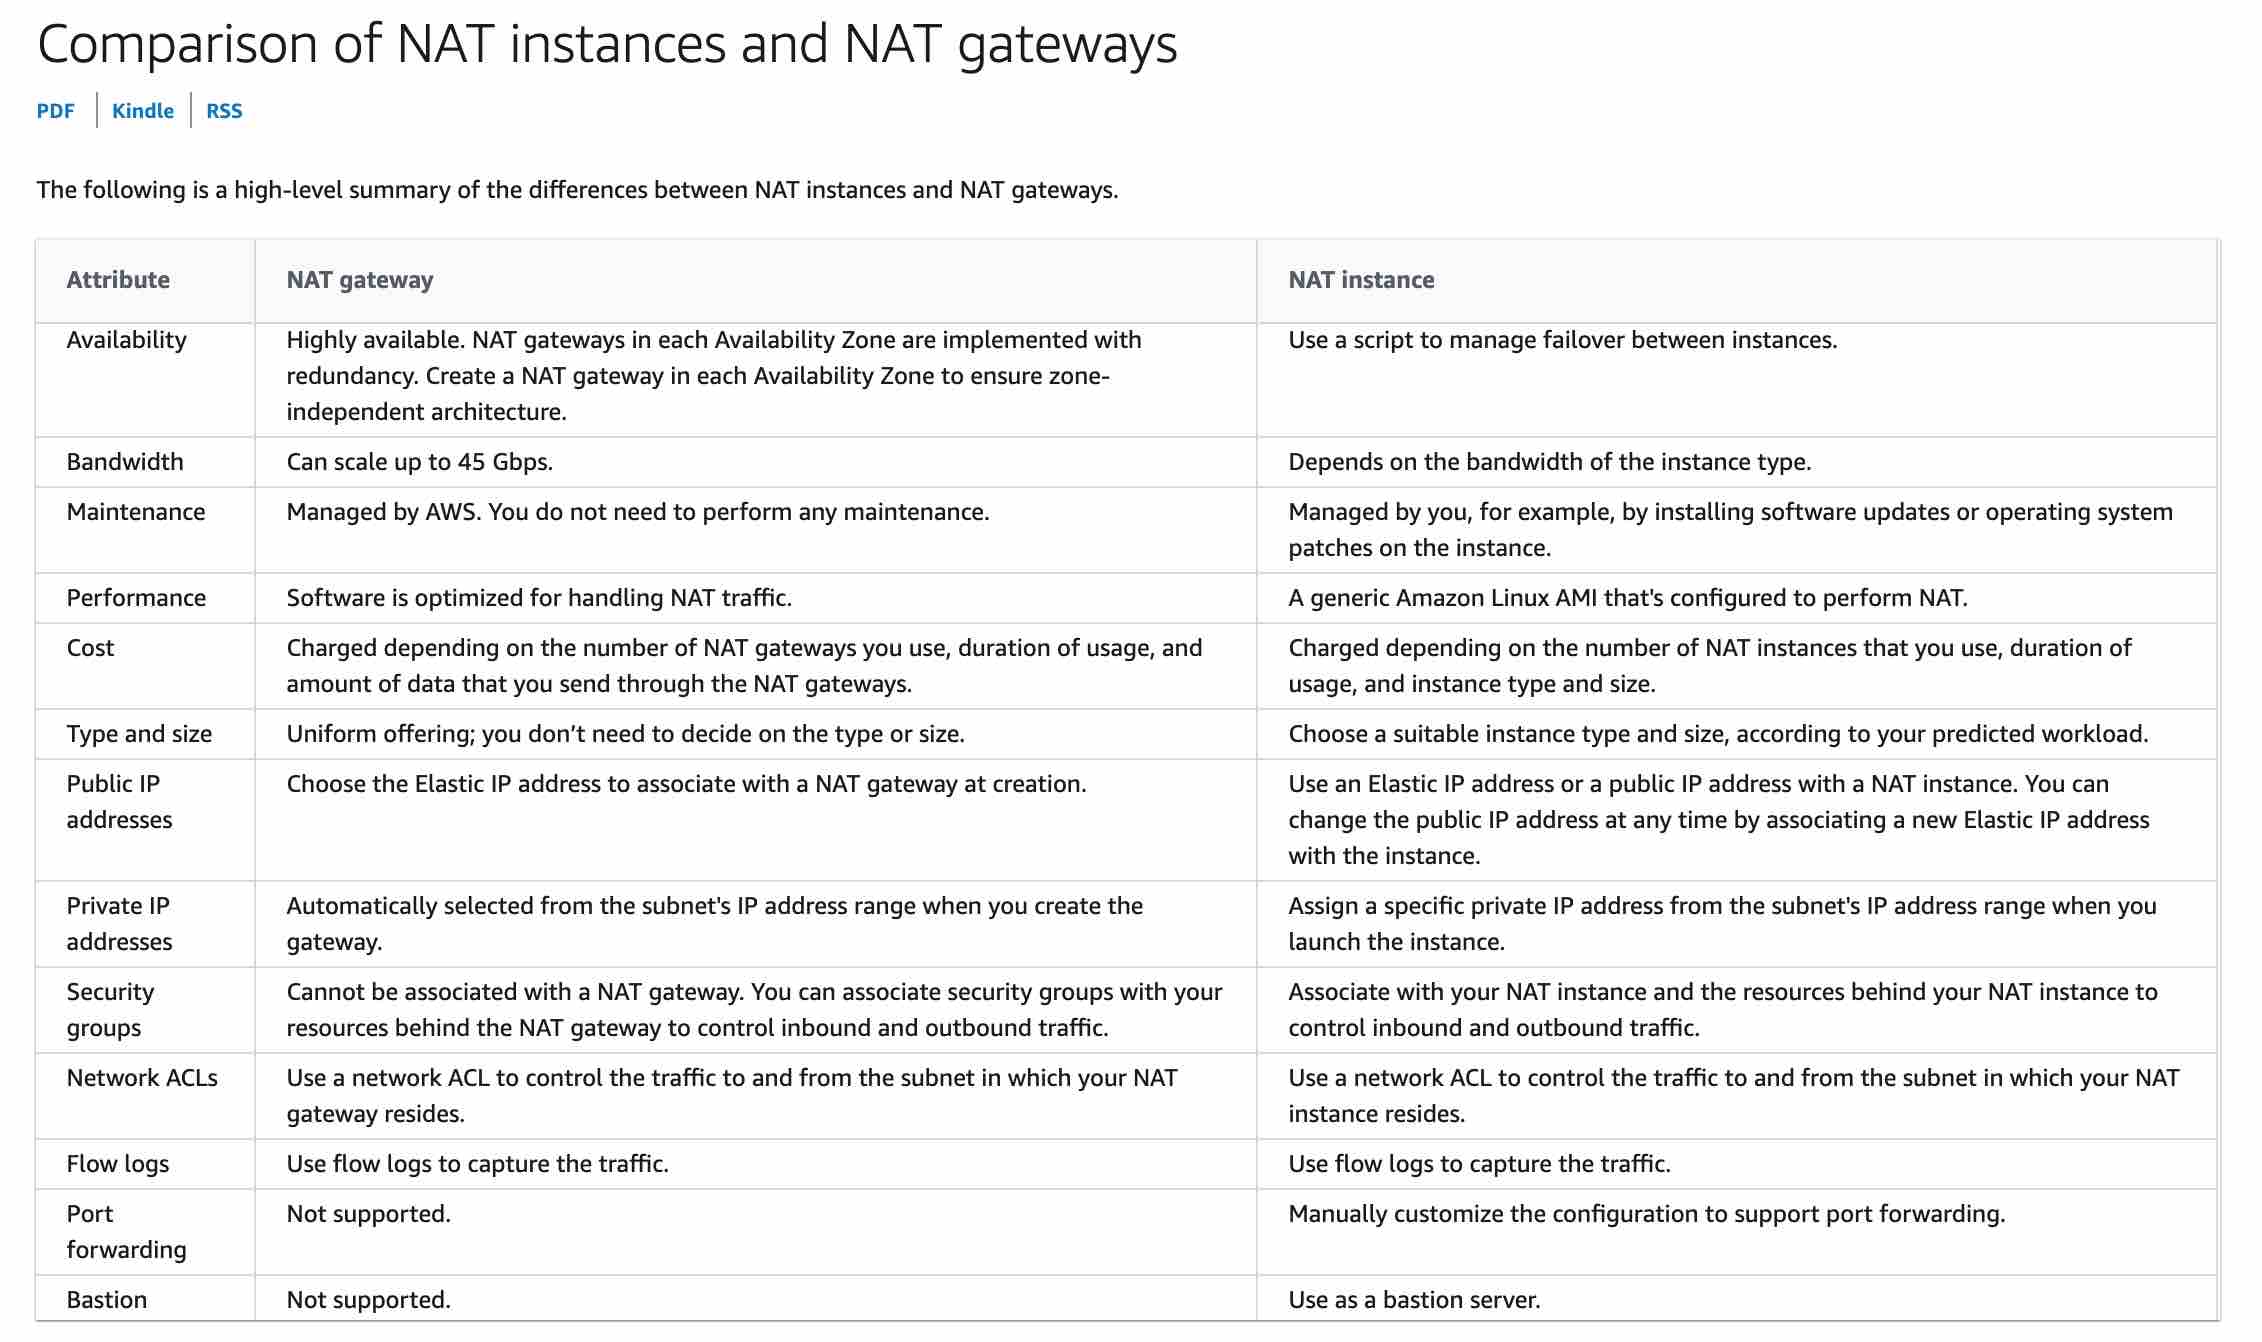 Comparison of NAT instances and NAT gateways
PDF | Kindle | RSS
The following is a high-level summary of the differences between NAT instances and NAT gateways.
Attribute
NAT gateway
NAT instance
Availability
Highly available. NAT gateways in each Availability Zone are implemented with
redundancy. Create a NAT gateway in each Availability Zone to ensure zone-
independent architecture.
Use a script to manage failover between instances.
Bandwidth
Can scale up to 45 Gbps.
Depends on the bandwidth of the instance type.
Maintenance
Managed by AWS. You do not need to perform any maintenance.
Managed by you, for example, by installing software updates or operating system
patches on the instance.
Performance
Software is optimized for handling NAT traffic.
A generic Amazon Linux AMI that's configured to perform NAT.
Cost
Charged depending on the number of NAT gateways you use, duration of usage, and
amount of data that you send through the NAT gateways.
Charged depending on the number of NAT instances that you use, duration of
usage, and instance type and size.
Type and size
Uniform offering; you don’t need to decide on the type or size.
Choose a suitable instance type and size, according to your predicted workload.
Public IP
addresses
Choose the Elastic IP address to associate with a NAT gateway at creation.
Use an Elastic IP address or a public IP address with a NAT instance. You can
change the public IP address at any time by associating a new Elastic IP address
with the instance.
Private IP
addresses
Automatically selected from the subnet's IP address range when you create the
gateway.
Assign a specific private IP address from the subnet's IP address range when you
launch the instance.
Security
groups
Cannot be associated with a NAT gateway. You can associate security groups with your
resources behind the NAT gateway to control inbound and outbound traffic.
Associate with your NAT instance and the resources behind your NAT instance to
control inbound and outbound traffic.
Network ACLs
Use a network ACL to control the traffic to and from the subnet in which your NAT
gateway resides.
Use a network ACL to control the traffic to and from the subnet in which your NAT
instance resides.
Flow logs
Use flow logs to capture the traffic.
Use flow logs to capture the traffic.
Port
forwarding
Not supported.
Manually customize the configuration to support port forwarding.
Bastion
Not supported.
Use as a bastion server.